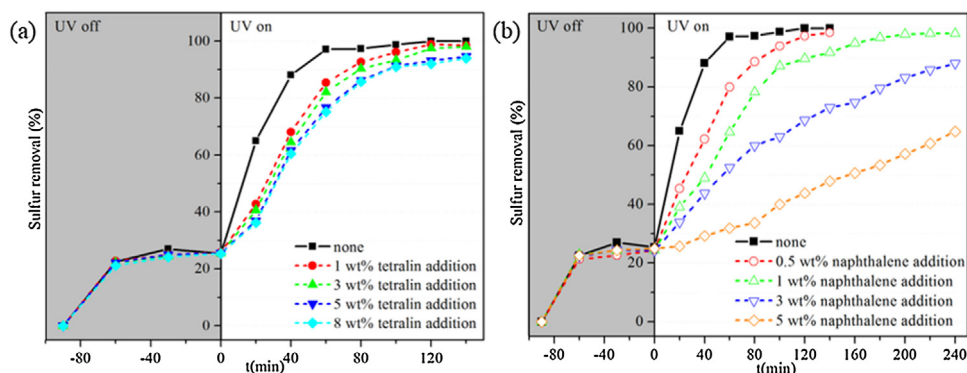 (a)
UV off
UV on
Sulfur removal (%)
100
80
60
40
20
0
none
1 wt% tetralin addition
3 wt% tetralin addition
5 wt% tetralin addition
8 wt% tetralin addition
-80
-40
0
40
80
120
t(min)
(b)
UV off
UV on
Sulfur removal (%)
100
80
60
40
20
0
none
0.5 wt% naphthalene addition
1 wt% naphthalene addition
3 wt% naphthalene addition
5 wt% naphthalene addition
-80
-40
0
40
80
120
160
200
240
t(min)